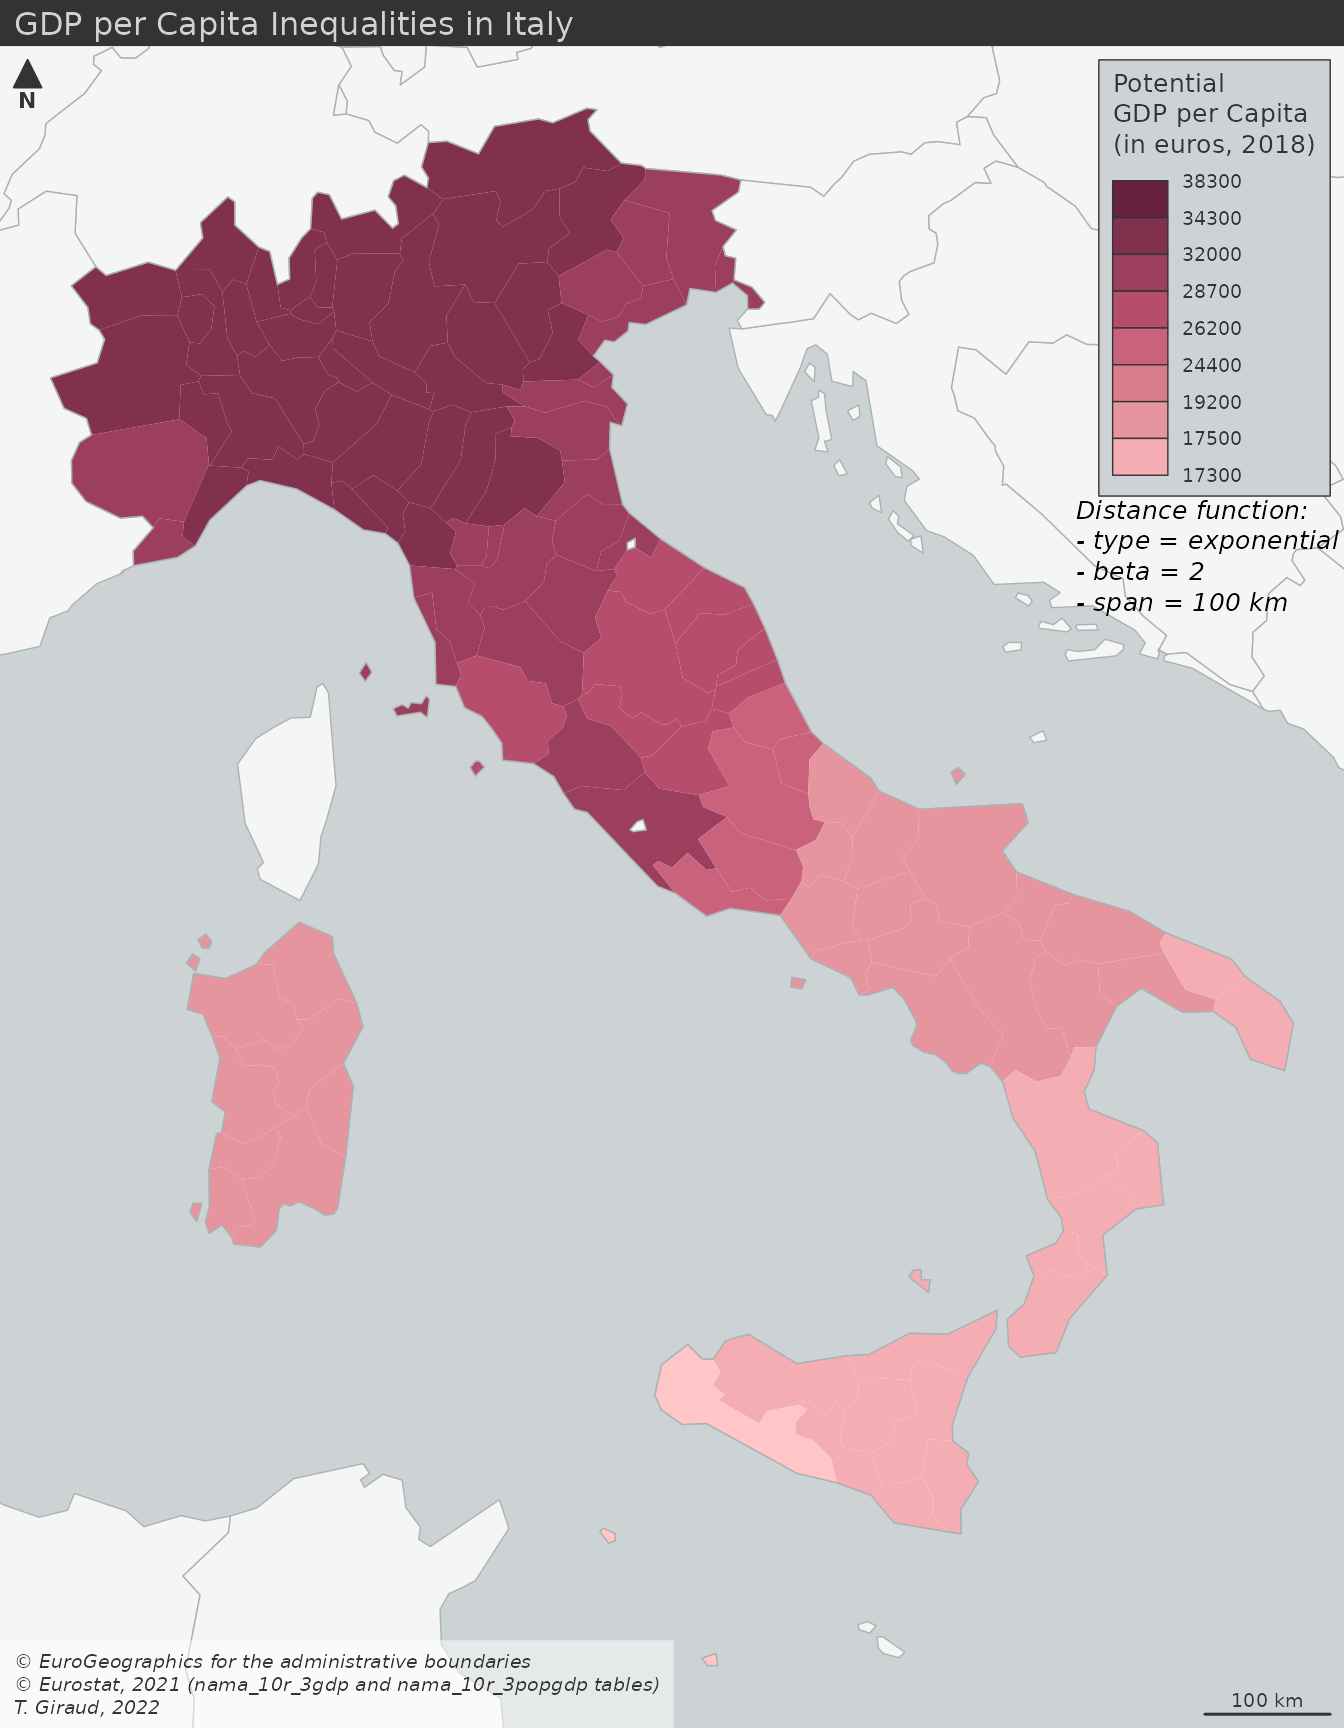 GDP per Capita Inequalities in Italy
N
Potential
GDP per Capita
(in euros, 2018)
38300
34300
32000
28700
26200
24400
19200
17500
17300
Distance function:
- type = exponential
- beta = 2
- span = 100 km
© EuroGeographics for the administrative boundaries
© Eurostat, 2021 (nama_10r_3gdp and nama_10r_3popgdp tables)
T. Giraud, 2022
100 km